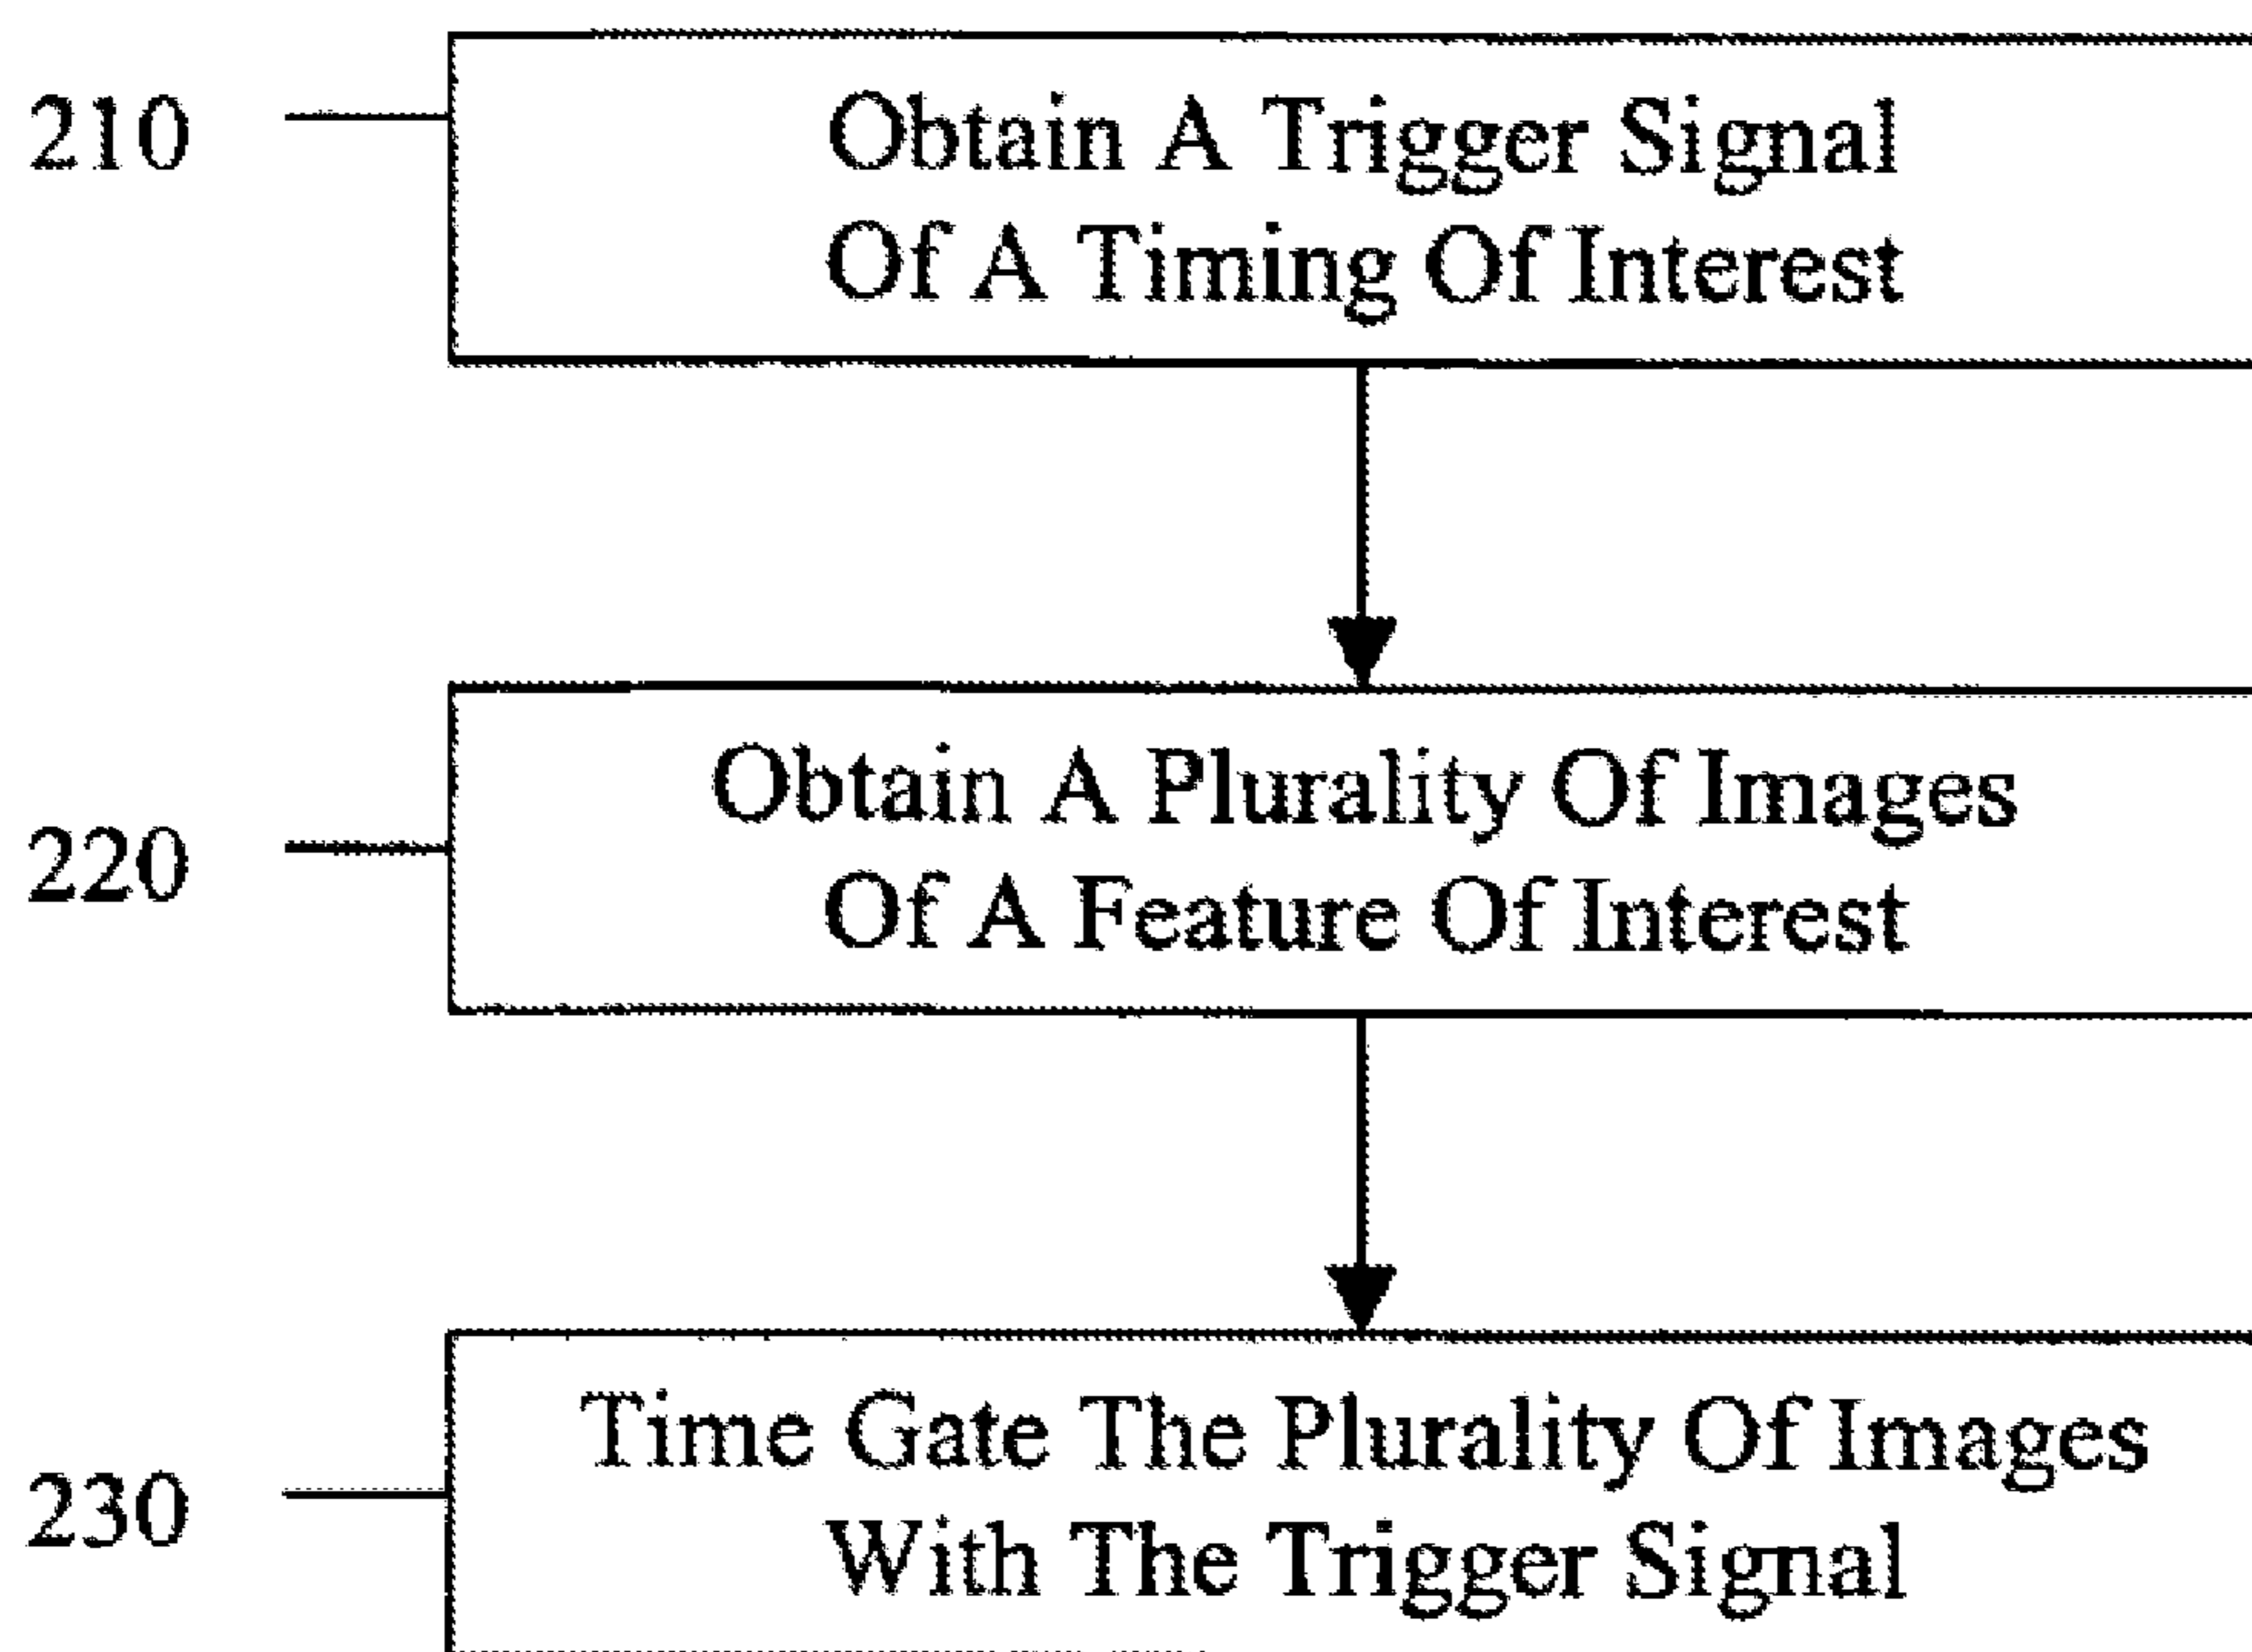 210
Obtain A Trigger Signal
Of A Timing Of Interest
220
Obtain A Plurality Of Images
Of A Feature Of Interest
230
Time Gate The Plurality Of Images
With The Trigger Signal